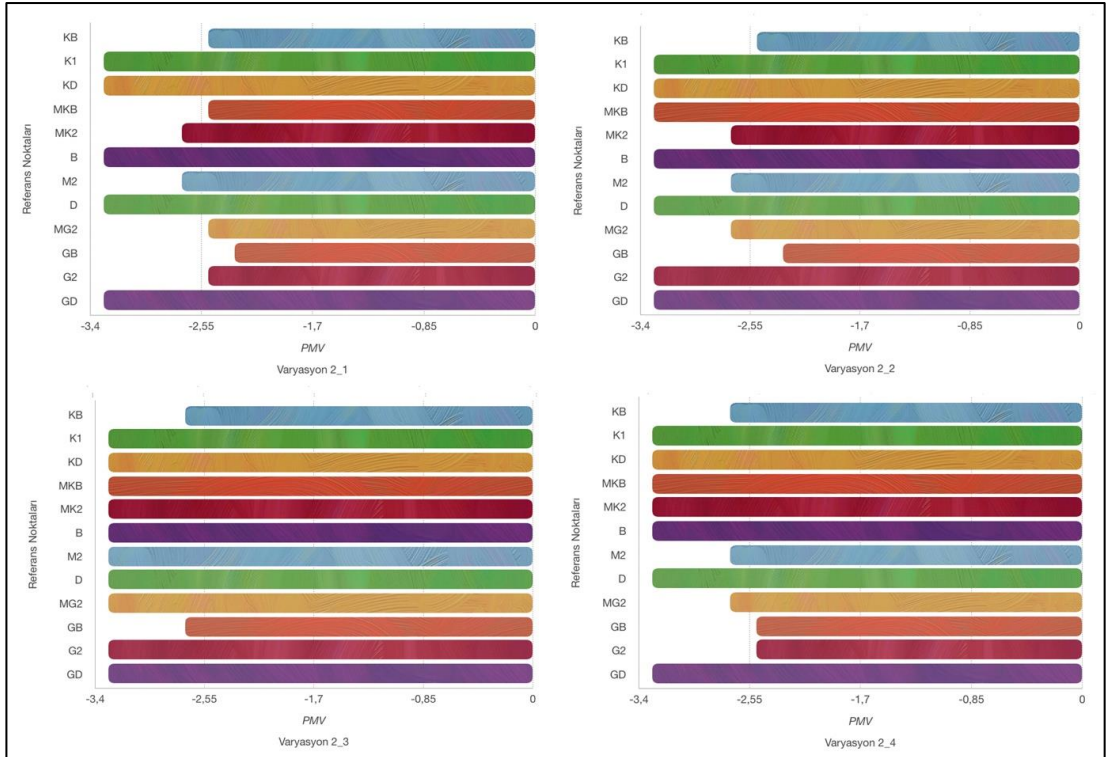 Referans Noktaları
KB
K1
KD
MKB
MK2
B
M2
D
MG2
GB
G2
GD
-3,4 -2,55 -1,7 -0,85 0
PMV
Varyasyon 2_1
Referans Noktaları
KB
K1
KD
MKB
MK2
B
M2
D
MG2
GB
G2
GD
-3,4 -2,55 -1,7 -0,85 0
PMV
Varyasyon 2_2
Referans Noktaları
KB
K1
KD
MKB
MK2
B
M2
D
MG2
GB
G2
GD
-3,4 -2,55 -1,7 -0,85 0
PMV
Varyasyon 2_3
Referans Noktaları
KB
K1
KD
MKB
MK2
B
M2
D
MG2
GB
G2
GD
-3,4 -2,55 -1,7 -0,85 0
PMV
Varyasyon 2_4